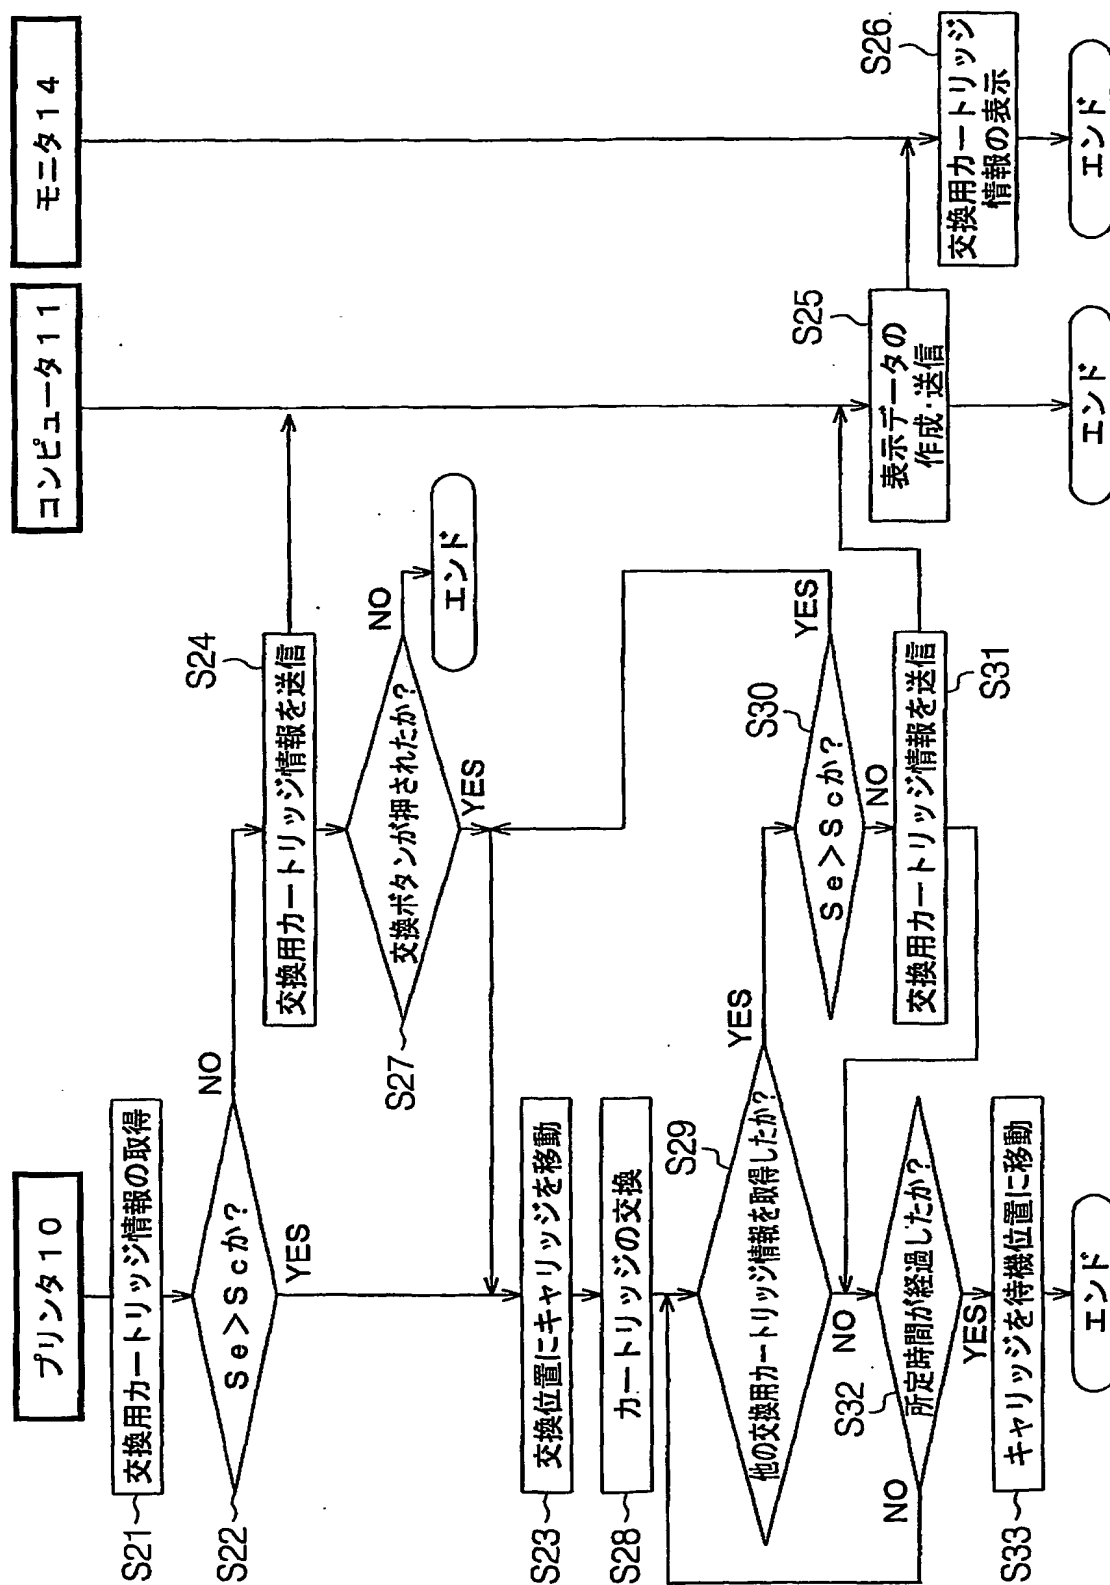 プリンタ10
コンピュータ11
モニタ14
S21
交換用カートリッジ情報の取得
S22
Se>Scか?
NO
YES
S24
交換用カートリッジ情報を送信
S27
交換ボタンが押されたか?
NO
エンド
YES
S23
交換位置にキャリッジを移動
S28
カートリッジの交換
S29
他の交換用カートリッジ情報を取得したか?
YES
NO
S30
Se>Scか?
YES
NO
S31
交換用カートリッジ情報を送信
S32
所定時間が経過したか?
NO
YES
S33
キャリッジを待機位置に移動
エンド
S25
表示データの
作成・送信
エンド
S26
交換用カートリッジ
情報の表示
エンド